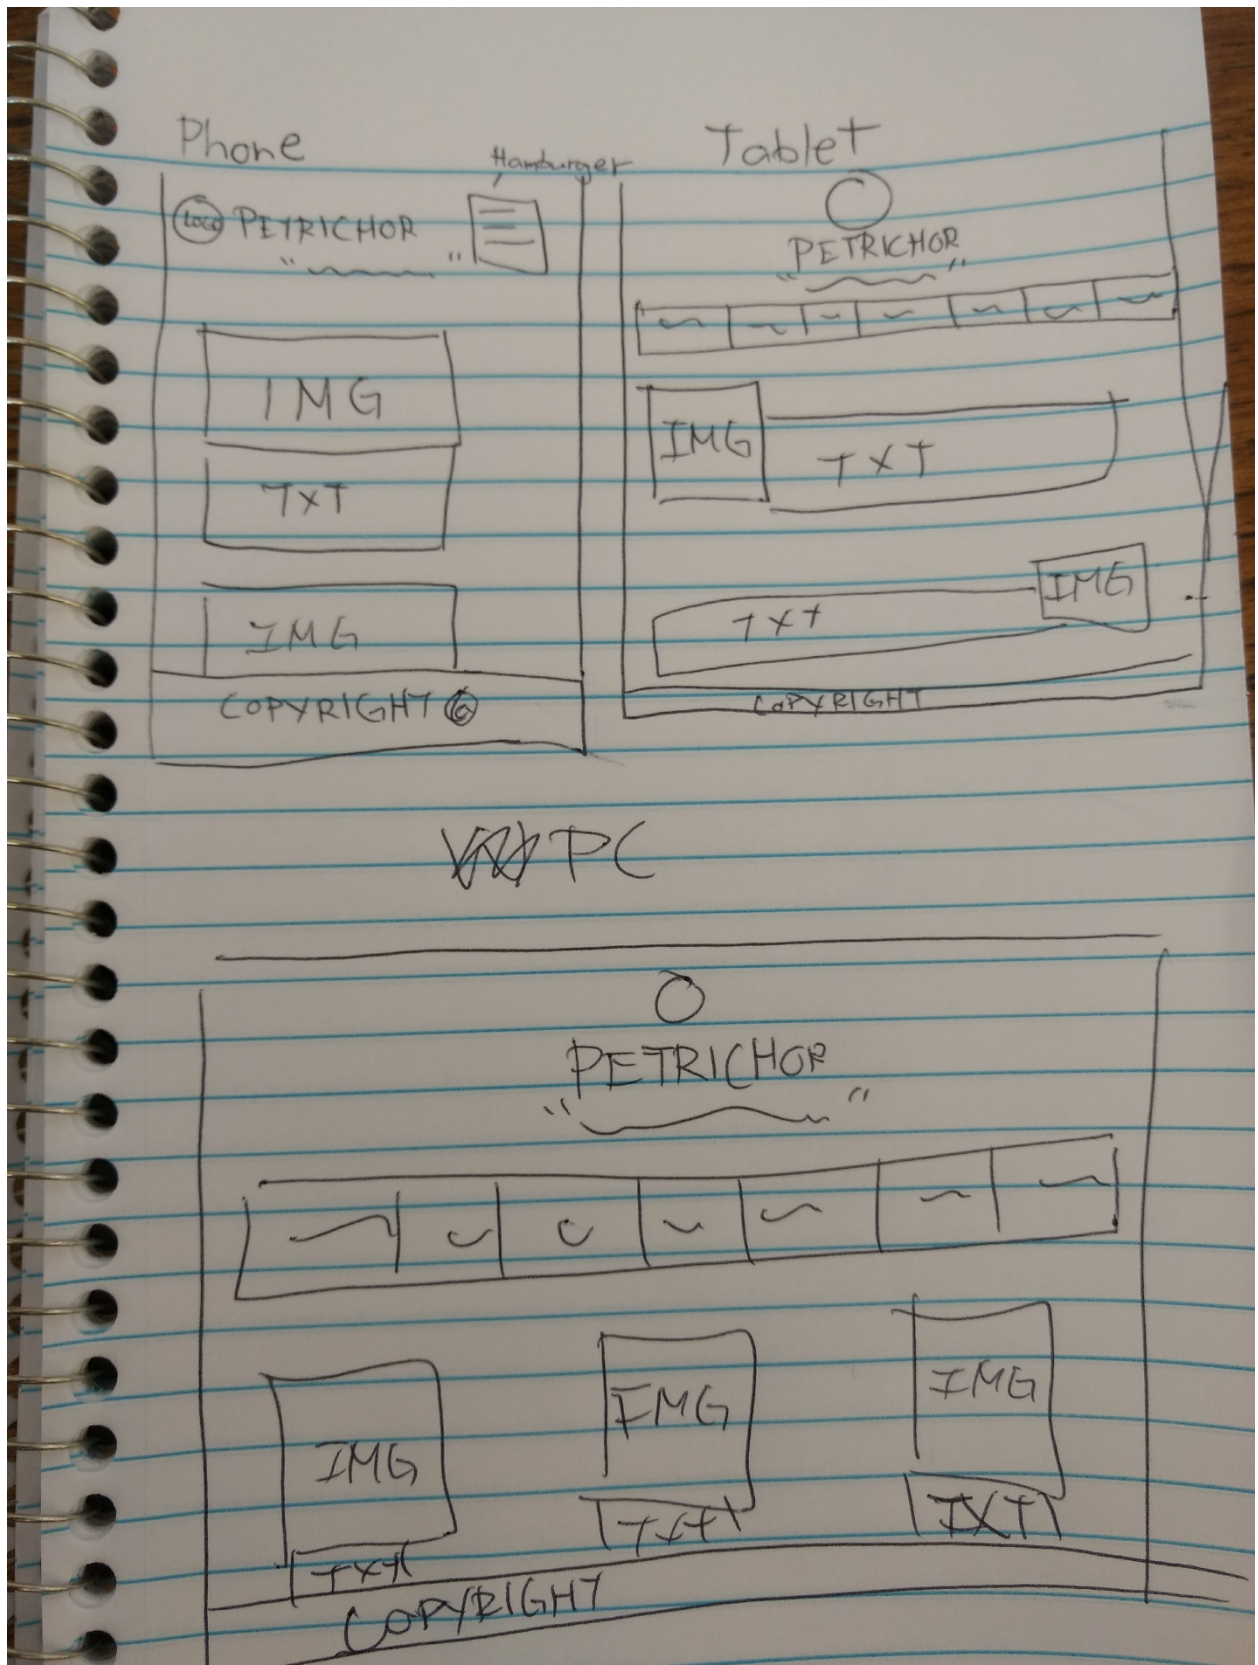 Phone
Hamburger
LOGO PETRICHOR
" "
IMG
TXT
IMG
COPYRIGHT ©
Tablet
PETRICHOR
" "
IMG TXT
TXT IMG
COPYRIGHT
PC
PETRICHOR
" "
IMG IMG IMG
TXT TXT TXT
COPYRIGHT